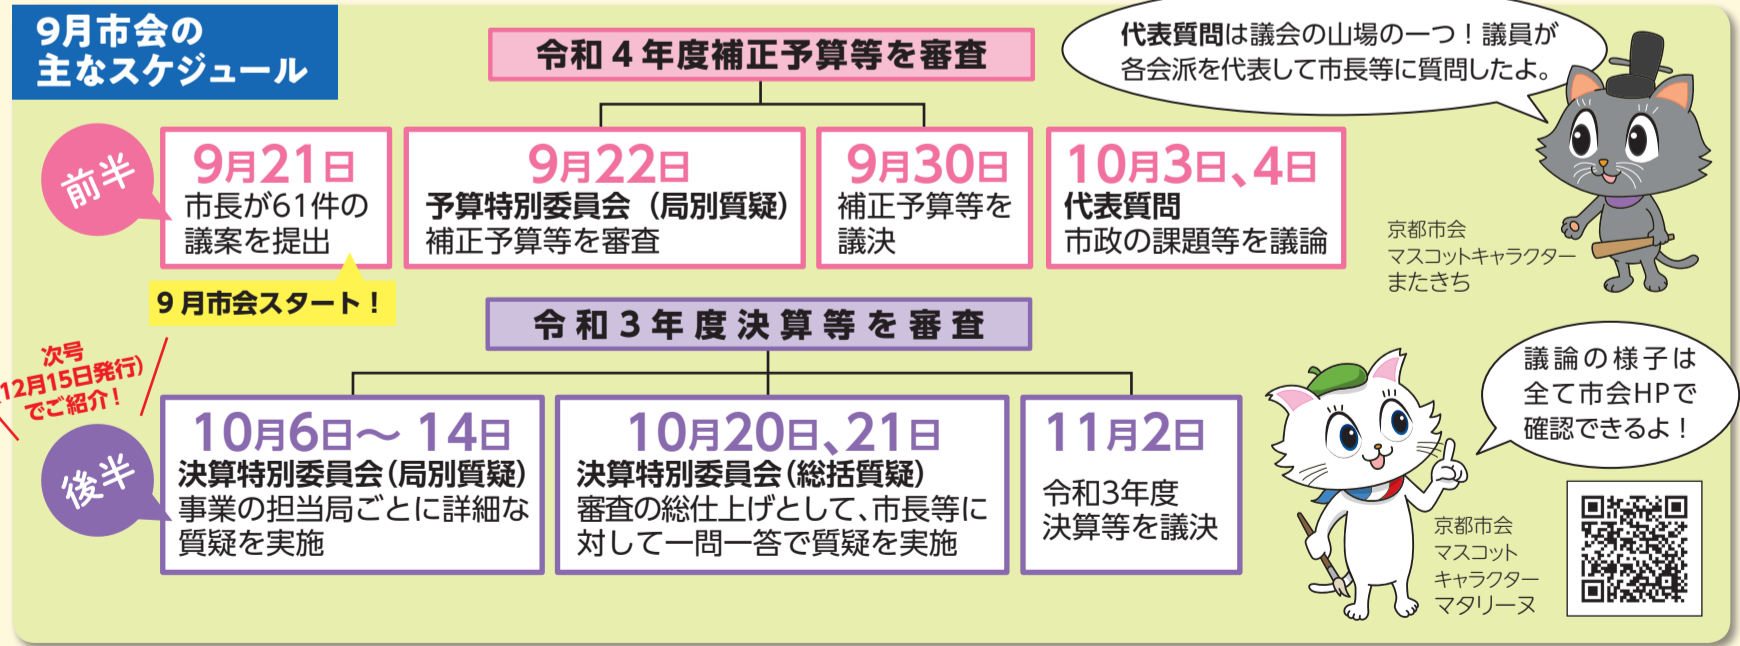 9月市会の
主なスケジュール
令和4年度補正予算等を審査
代表質問は議会の山場の一つ！議員が
各会派を代表して市長等に質問したよ。
前半
9月21日
市長が61件の
議案を提出
9月22日
予算特別委員会（局別質疑）
補正予算等を審査
9月30日
補正予算等を
議決
10月3日、4日
代表質問
市政の課題等を議論
京都市会
マスコットキャラクター
またきち
9月市会スタート！
令和3年度決算等を審査
次号
12月15日発行）
でご紹介！
後半
10月6日～14日
決算特別委員会（局別質疑）
事業の担当局ごとに詳細な
質疑を実施
10月20日、21日
決算特別委員会（総括質疑）
審査の総仕上げとして、市長等に
対して一問一答で質疑を実施
11月2日
令和3年度
決算等を議決
議論の様子は
全て市会HPで
確認できるよ！
京都市会
マスコット
キャラクター
マタリーヌ